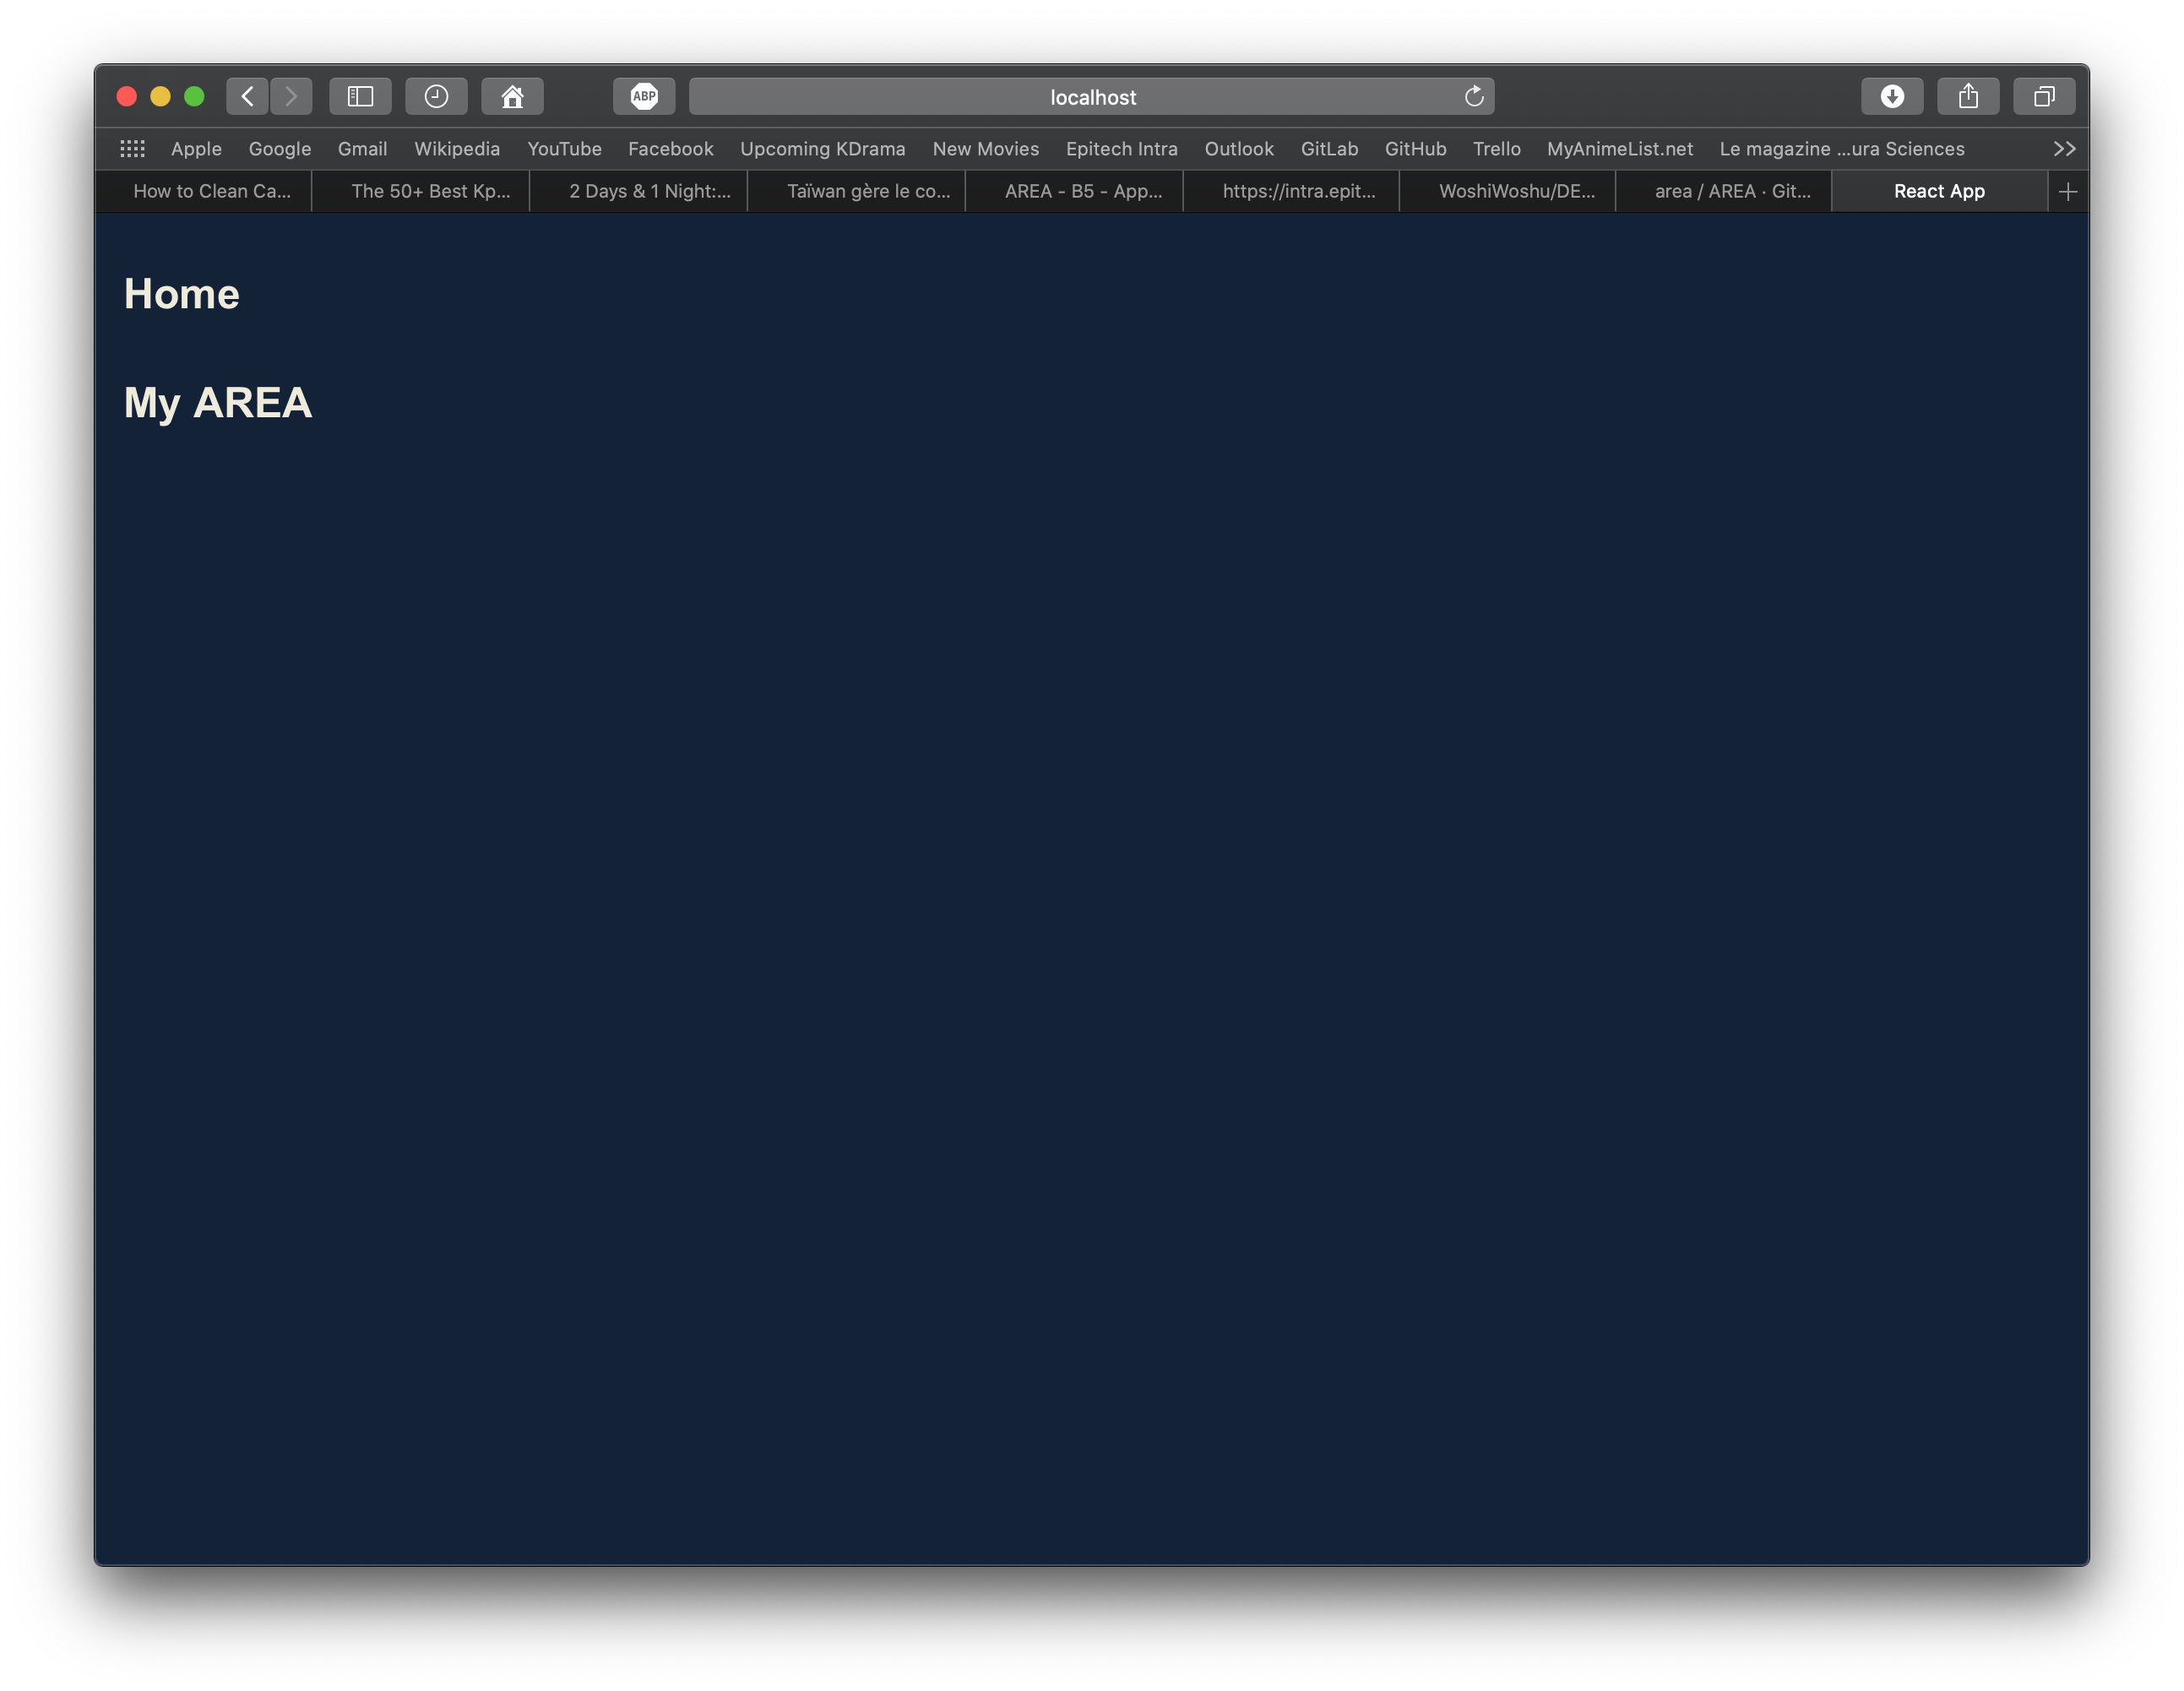 ABP
localhost
Apple Google Gmail Wikipedia YouTube Facebook Upcoming KDrama New Movies Epitech Intra Outlook GitLab GitHub Trello MyAnimeList.net Le magazine ...ura Sciences
How to Clean Ca... The 50+ Best Kp... 2 Days & 1 Night:... Taïwan gère le co... AREA - B5 - App... https://intra.epit... WoshiWoshu/DE... area / AREA · Git... React App
Home
My AREA